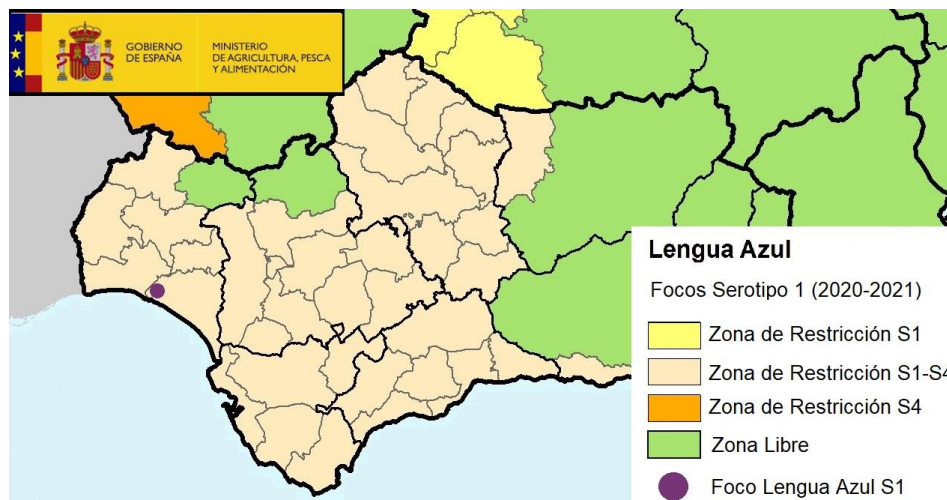 GOBIERNO
DE ESPAÑA
MINISTERIO
DE AGRICULTURA, PESCA
Y ALIMENTACIÓN
Lengua Azul
Focos Serotipo 1 (2020-2021)
Zona de Restricción S1
Zona de Restricción S1-S4
Zona de Restricción S4
Zona Libre
Foco Lengua Azul S1